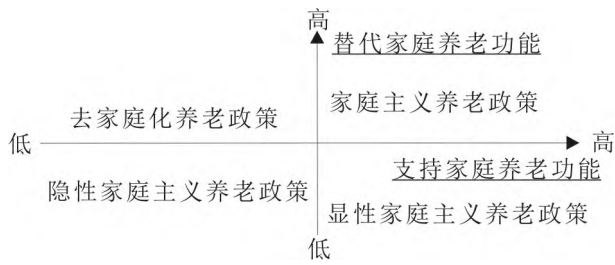 高
替代家庭养老功能
家庭主义养老政策
去家庭化养老政策
低
高
支持家庭养老功能
隐性家庭主义养老政策
显性家庭主义养老政策
低